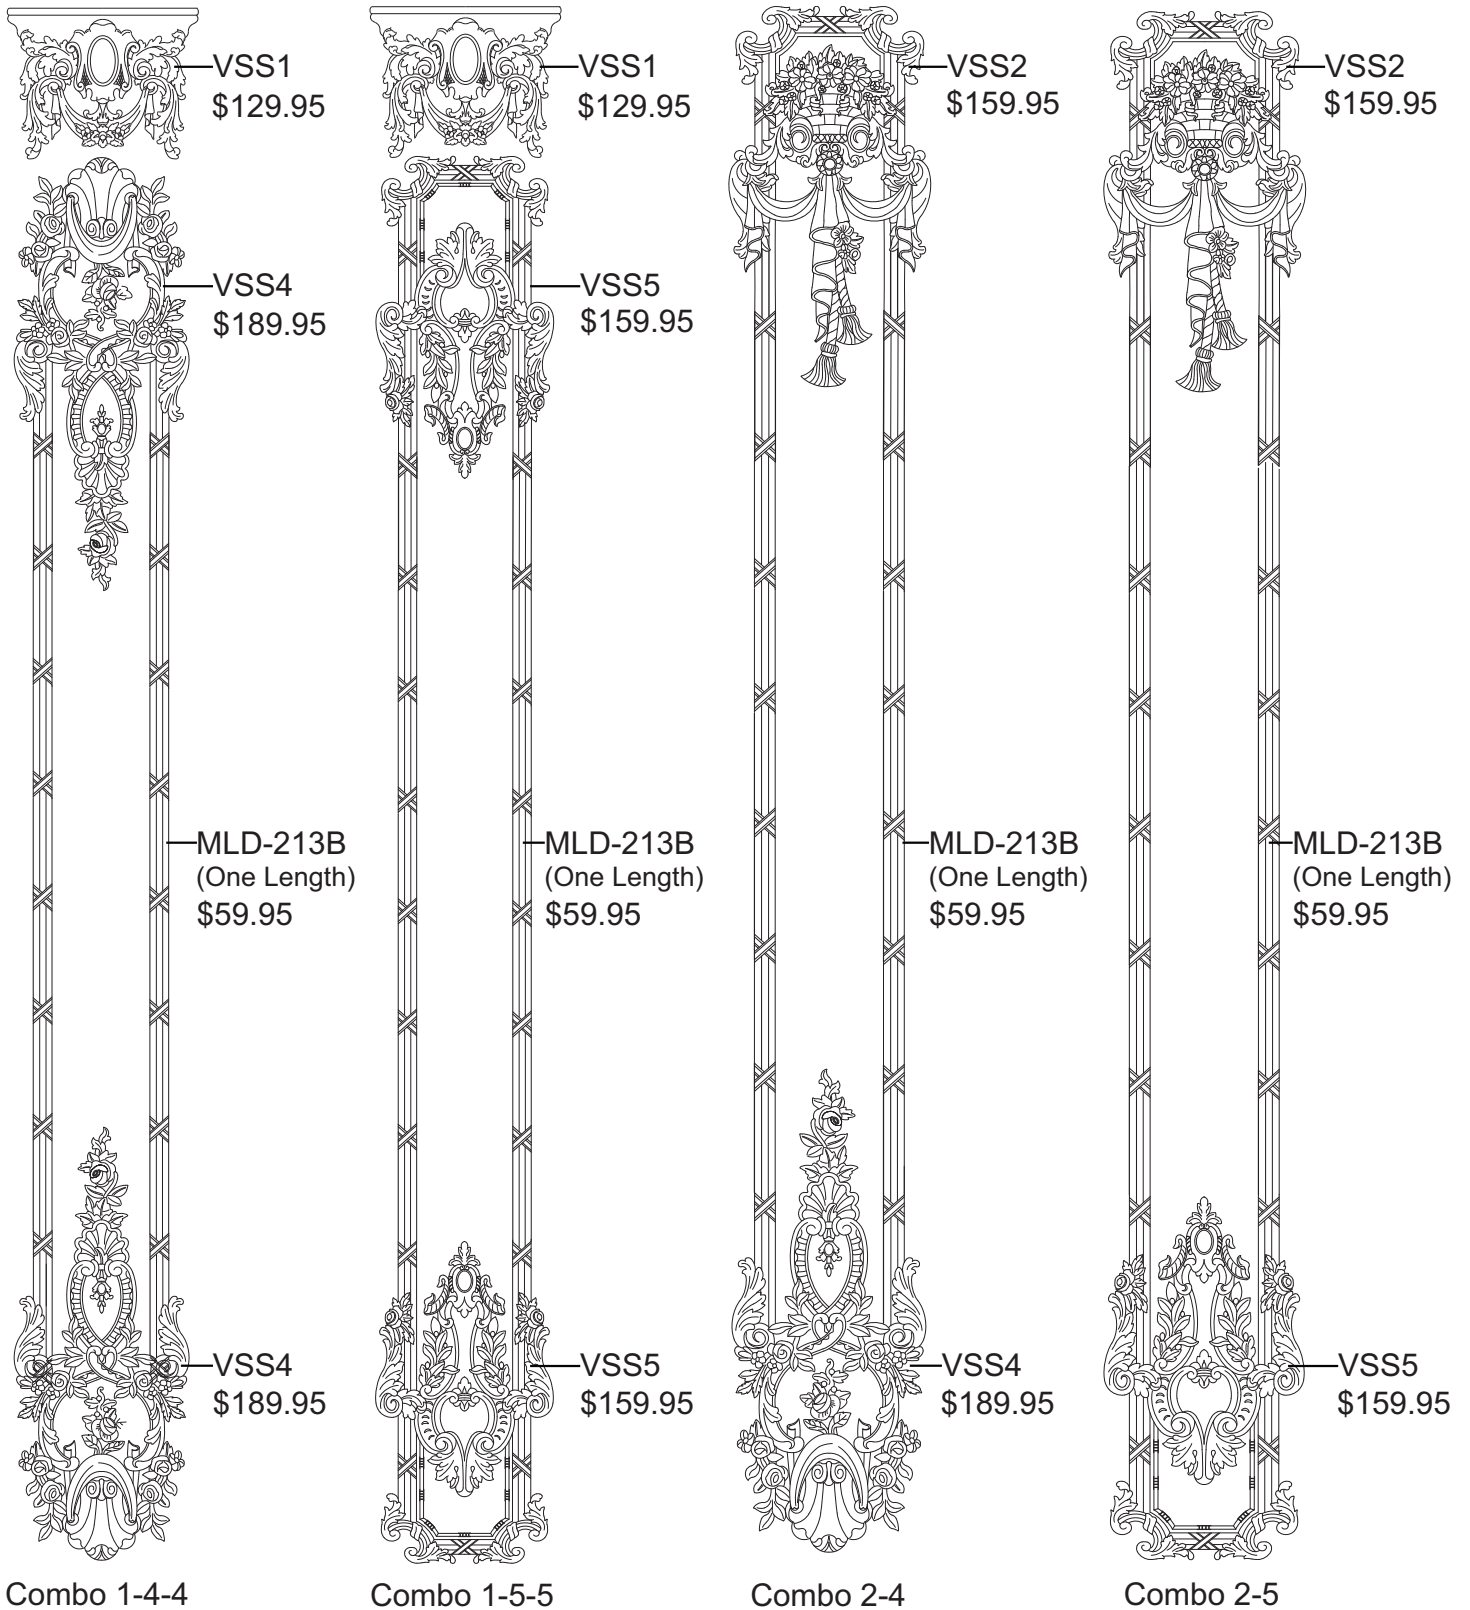 VSS1
$129.95
VSS4
$189.95
MLD-213B
(One Length)
$59.95
VSS4
$189.95
Combo 1-4-4
VSS1
$129.95
VSS5
$159.95
MLD-213B
(One Length)
$59.95
VSS5
$159.95
Combo 1-5-5
VSS2
$159.95
MLD-213B
(One Length)
$59.95
VSS4
$189.95
Combo 2-4
VSS2
$159.95
MLD-213B
(One Length)
$59.95
VSS5
$159.95
Combo 2-5